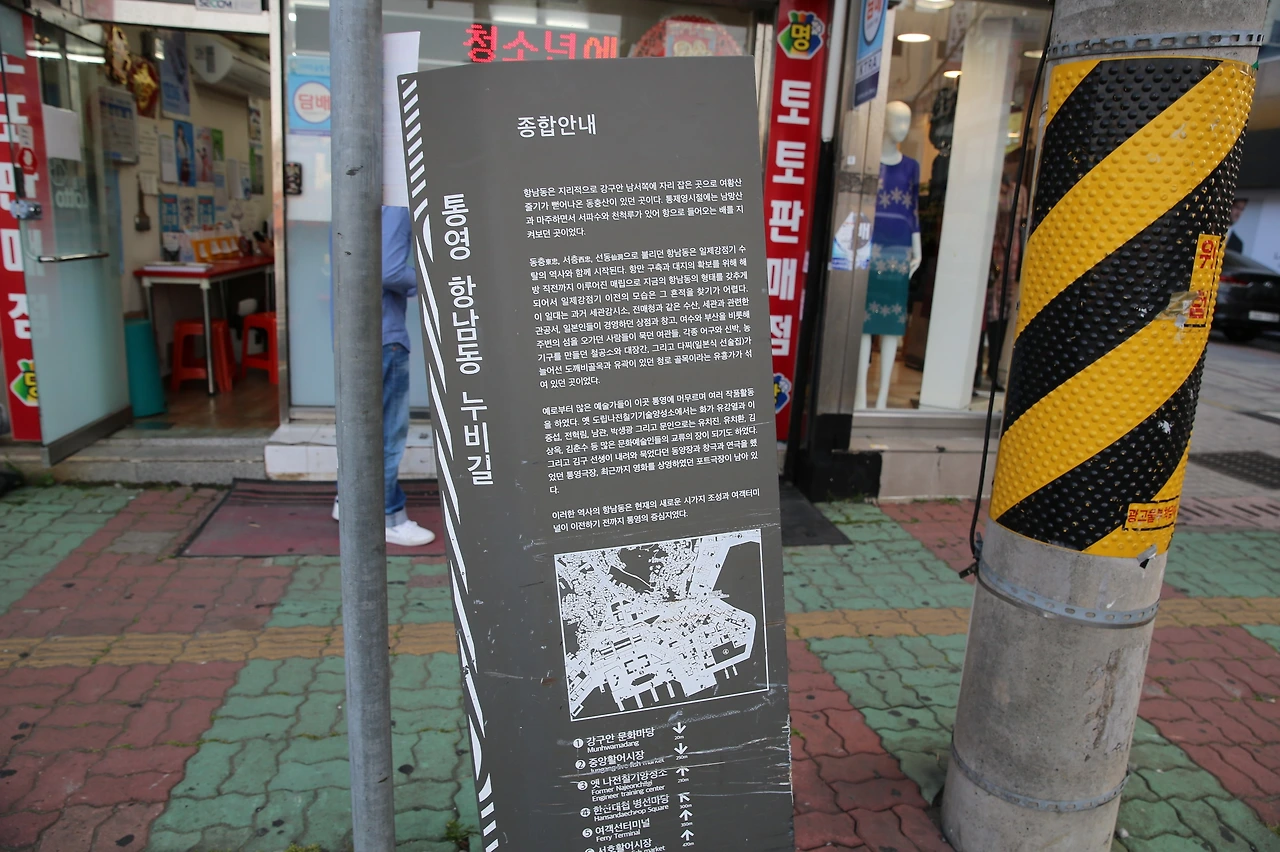 청소년에
담배
명
토토판매점
종합안내
통영 항남동 누비길
항남동은 지리적으로 강구안 남서쪽에 자리 잡은 곳으로 여황산
줄기가 뻗어나온 동충산이 있던 곳이다. 통제영시절에는 남망산
과 마주하면서 서파수와 천척루가 있어 항으로 들어오는 배를 지
켜보던 곳이었다.
동충東忠, 서충西忠, 선동仙洞으로 불리던 항남동은 일제강점기 수
탈의 역사와 함께 시작된다. 항만 구축과 대지의 확보를 위해 해
방 직전까지 이루어진 매립으로 지금의 항남동의 형태를 갖추게
되어서 일제강점기 이전의 모습은 그 흔적을 찾기가 어렵다.
이 일대는 과거 세관감시소, 전매청과 같은 수산, 세관과 관련한
관공서, 일본인들이 경영하던 상점과 창고, 여수와 부산을 비롯해
주변의 섬을 오가던 사람들이 묵던 여관들, 각종 어구와 신박, 농
기구를 만들던 철공소와 대장간, 그리고 다찌(일본식 선술집)가
늘어선 도깨비골목과 유곽이 있던 청로 골목이라는 유흥가가 섞
여 있던 곳이었다.
예로부터 많은 예술가들이 이곳 통영에 머무르며 여러 작품활동
을 하였다. 옛 도립나전칠기기술양성소에서는 화가 유강열과 이
중섭, 전혁림, 남관, 박생광 그리고 문인으로는 유치진, 유치환, 김
상옥, 김춘수 등 많은 문화예술인들의 교류의 장이 되기도 하였다.
그리고 김구 선생이 내려와 묵었다던 동양장과 창극과 연극을 했
었던 통영극장, 최근까지 영화를 상영하였던 포트극장이 남아 있
다.
이러한 역사의 항남동은 현재의 새로운 시가지 조성과 여객터미
널이 이전하기 전까지 통영의 중심지였다.
① 강구안 문화마당
Munhwamadang
20m
② 중앙활어시장
Jungang live fish market
250m
③ 옛 나전칠기양성소
Former Najeonchilgi
Engineer training center
④ 한산대첩 병선마당
Hansandaecheop Square
⑤ 여객선터미널
Ferry Terminal
서호활어시장
fish market
470m